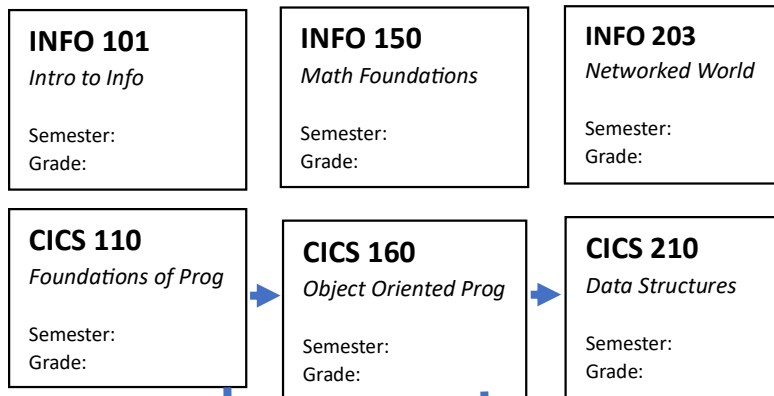 INFO 101
Intro to Info
Semester:
Grade:
INFO 150
Math Foundations
Semester:
Grade:
INFO 203
Networked World
Semester:
Grade:
CICS 110
Foundations of Prog
Semester:
Grade:
CICS 160
Object Oriented Prog
Semester:
Grade:
CICS 210
Data Structures
Semester:
Grade: